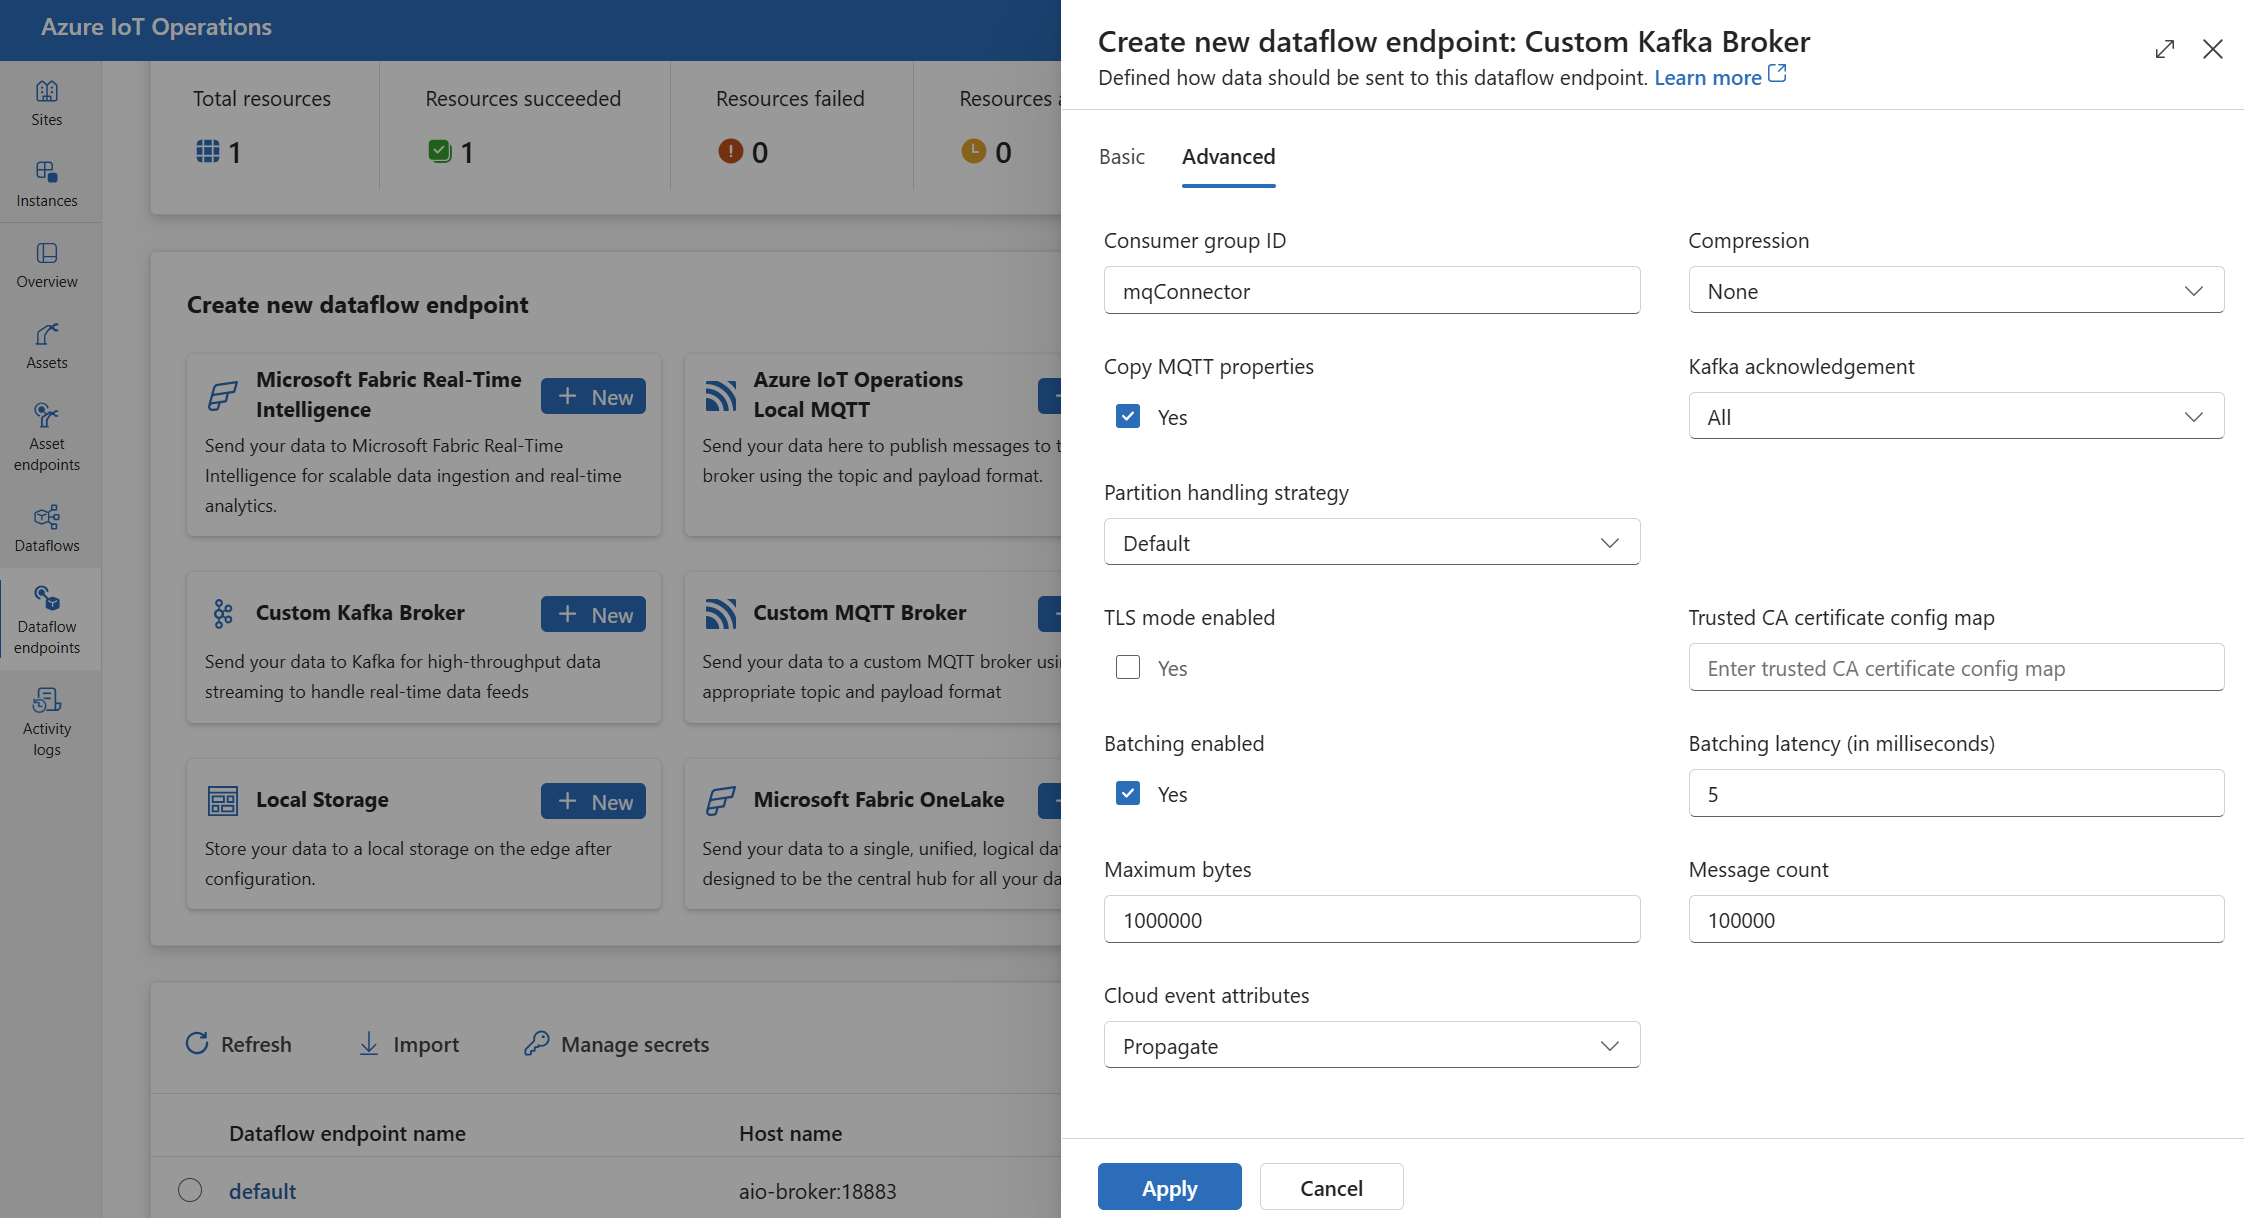 Azure IoT Operations
Sites
Instances
Overview
Assets
Asset
endpoints
Dataflows
Dataflow
endpoints
Activity
logs
Total resources
1
Resources succeeded
1
Resources failed
0
Resources
0
Create new dataflow endpoint
Microsoft Fabric Real-Time
Intelligence
New
Send your data to Microsoft Fabric Real-Time
Intelligence for scalable data ingestion and real-time
analytics.
Azure IoT Operations
Local MQTT
Send your data here to publish messages to
broker using the topic and payload format.
Custom Kafka Broker
New
Send your data to Kafka for high-throughput data
streaming to handle real-time data feeds
Custom MQTT Broker
Send your data to a custom MQTT broker
appropriate topic and payload format
Local Storage
New
Store your data to a local storage on the edge after
configuration.
Microsoft Fabric OneLake
Send your data to a single, unified, logical
designed to be the central hub for all your
Refresh
Import
Manage secrets
Dataflow endpoint name
Host name
default
aio-broker:18883
Create new dataflow endpoint: Custom Kafka Broker
Defined how data should be sent to this dataflow endpoint. Learn more
Basic
Advanced
Consumer group ID
mqConnector
Compression
None
Copy MQTT properties
Yes
Kafka acknowledgement
All
Partition handling strategy
Default
TLS mode enabled
Yes
Trusted CA certificate config map
Enter trusted CA certificate config map
Batching enabled
Yes
Batching latency (in milliseconds)
5
Maximum bytes
1000000
Message count
100000
Cloud event attributes
Propagate
Apply
Cancel